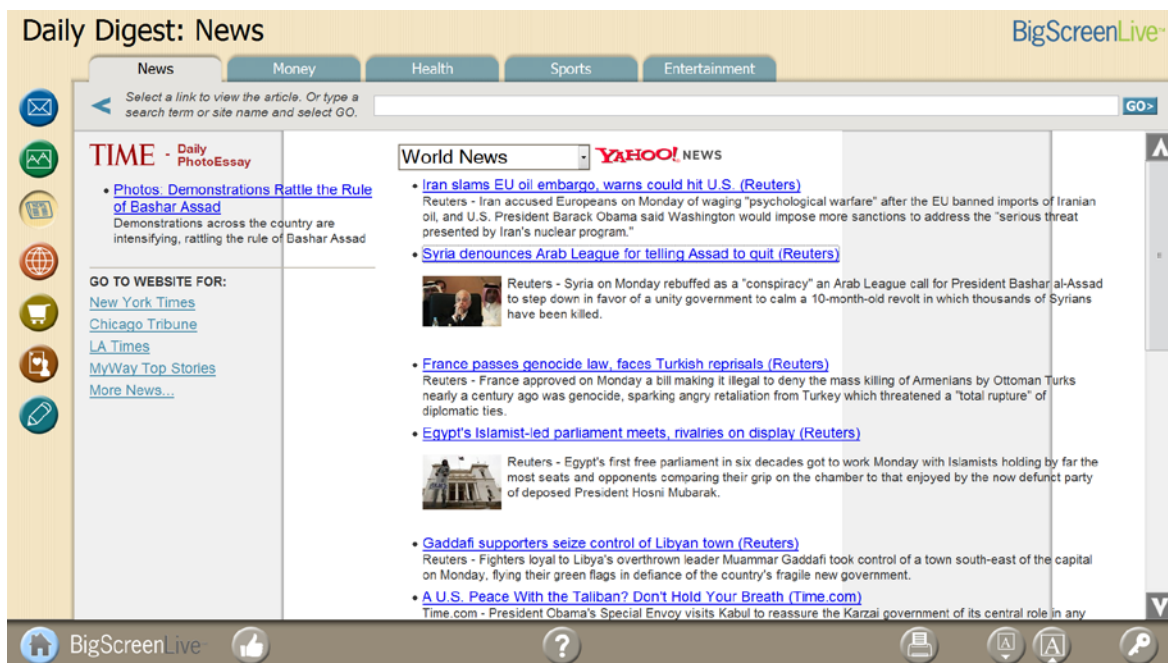 Daily Digest: News
BigScreenLive™
News
Money
Health
Sports
Entertainment
Select a link to view the article. Or type a
search term or site name and select GO.
GO>
TIME - Daily
PhotoEssay
• Photos: Demonstrations Rattle the Rule
of Bashar Assad
Demonstrations across the country are
intensifying, rattling the rule of Bashar Assad
GO TO WEBSITE FOR:
New York Times
Chicago Tribune
LA Times
MyWay Top Stories
More News...
World News
YAHOO! NEWS
• Iran slams EU oil embargo, warns could hit U.S. (Reuters)
Reuters - Iran accused Europeans on Monday of waging "psychological warfare" after the EU banned imports of Iranian
oil, and U.S. President Barack Obama said Washington would impose more sanctions to address the "serious threat
presented by Iran's nuclear program."
• Syria denounces Arab League for telling Assad to quit (Reuters)
Reuters - Syria on Monday rebuffed as a "conspiracy" an Arab League call for President Bashar al-Assad
to step down in favor of a unity government to calm a 10-month-old revolt in which thousands of Syrians
have been killed.
• France passes genocide law, faces Turkish reprisals (Reuters)
Reuters - France approved on Monday a bill making it illegal to deny the mass killing of Armenians by Ottoman Turks
nearly a century ago was genocide, sparking angry retaliation from Turkey which threatened a "total rupture" of
diplomatic ties.
• Egypt's Islamist-led parliament meets, rivalries on display (Reuters)
Reuters - Egypt's first free parliament in six decades got to work Monday with Islamists holding by far the
most seats and opponents comparing their grip on the chamber to that enjoyed by the now defunct party
of deposed President Hosni Mubarak.
• Gaddafi supporters seize control of Libyan town (Reuters)
Reuters - Fighters loyal to Libya's overthrown leader Muammar Gaddafi took control of a town south-east of the capital
on Monday, flying their green flags in defiance of the country's fragile new government.
• A U.S. Peace With the Taliban? Don't Hold Your Breath (Time.com)
Time.com - President Obama's Special Envoy visits Kabul to reassure the Karzai government of its central role in any
BigScreenLive™
?
A
A